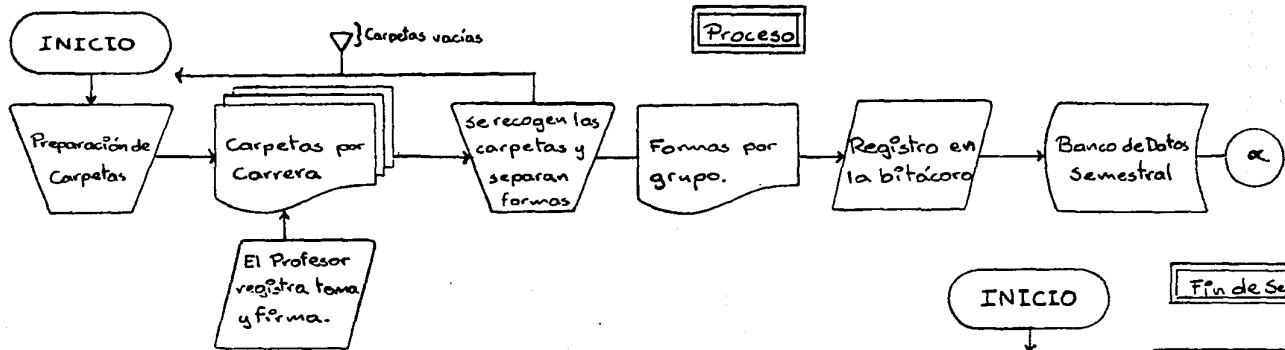 INICIO
}Carpetas vacías
Proceso
Preparación de
Carpetas
Carpetas por
Carrera
Se recogen las
carpetas y
separan
formas
Formas por
grupo.
Registro en
la bitácora
Banco de Datos
Semestral
α
El Profesor
registra tema
y firma.
INICIO
Fin de Se